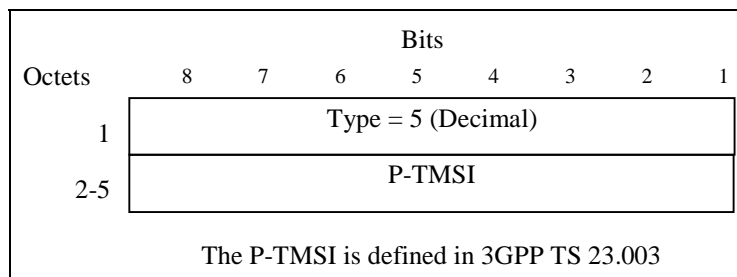 Bits
Octets 8 7 6 5 4 3 2 1
1 Type = 5 (Decimal)
2-5 P-TMSI
The P-TMSI is defined in 3GPP TS 23.003